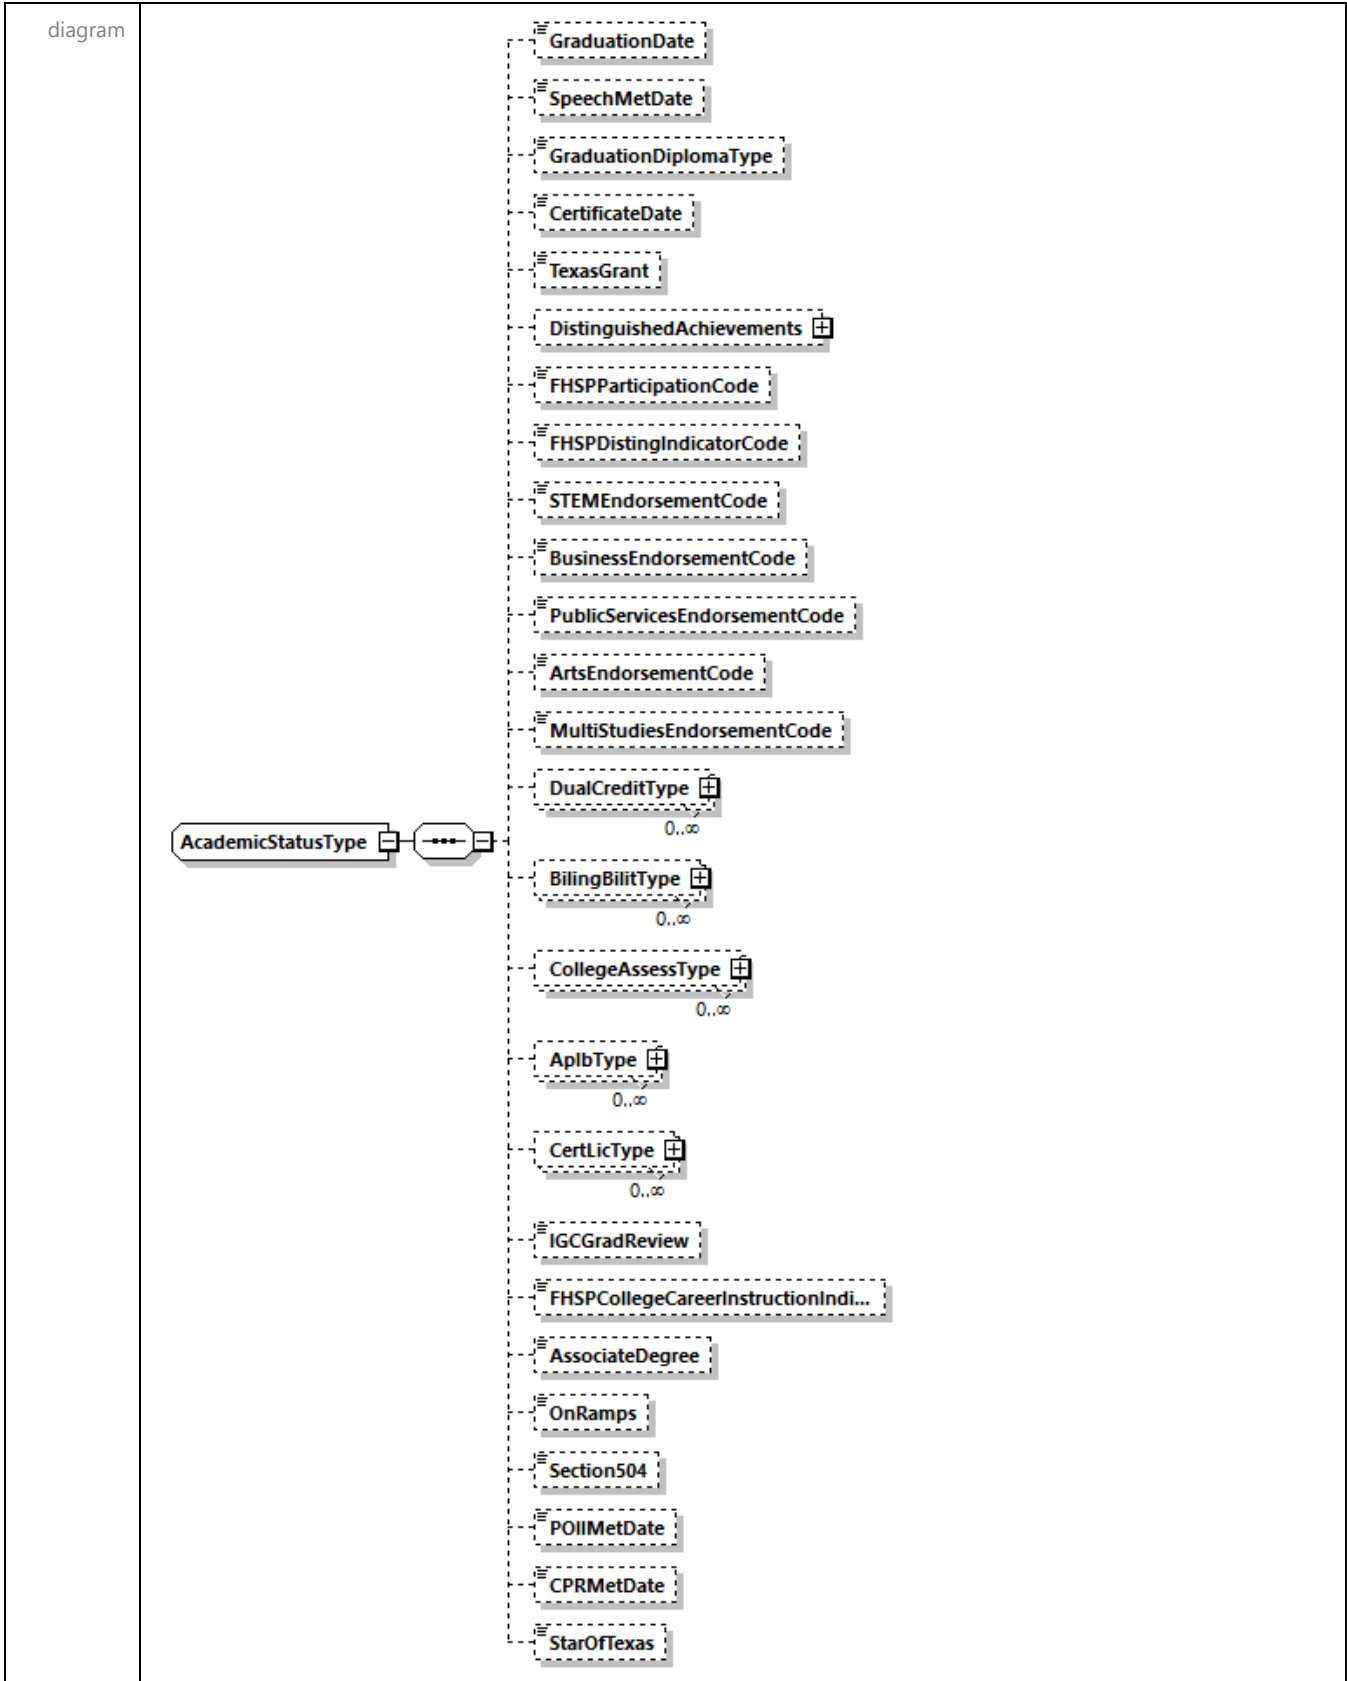 diagram
GraduationDate
SpeechMetDate
GraduationDiplomaType
CertificateDate
TexasGrant
DistinguishedAchievements
FHSPParticipationCode
FHSPDistingIndicatorCode
STEMEndorsementCode
BusinessEndorsementCode
PublicServicesEndorsementCode
ArtsEndorsementCode
MultiStudiesEndorsementCode
DualCreditType
0..∞
AcademicStatusType
BilingBilitType
0..∞
CollegeAssessType
0..∞
ApIbType
0..∞
CertLicType
0..∞
IGCGradReview
FHSPCollegeCareerInstructionIndi...
AssociateDegree
OnRamps
Section504
POIIMetDate
CPRMetDate
StarOfTexas